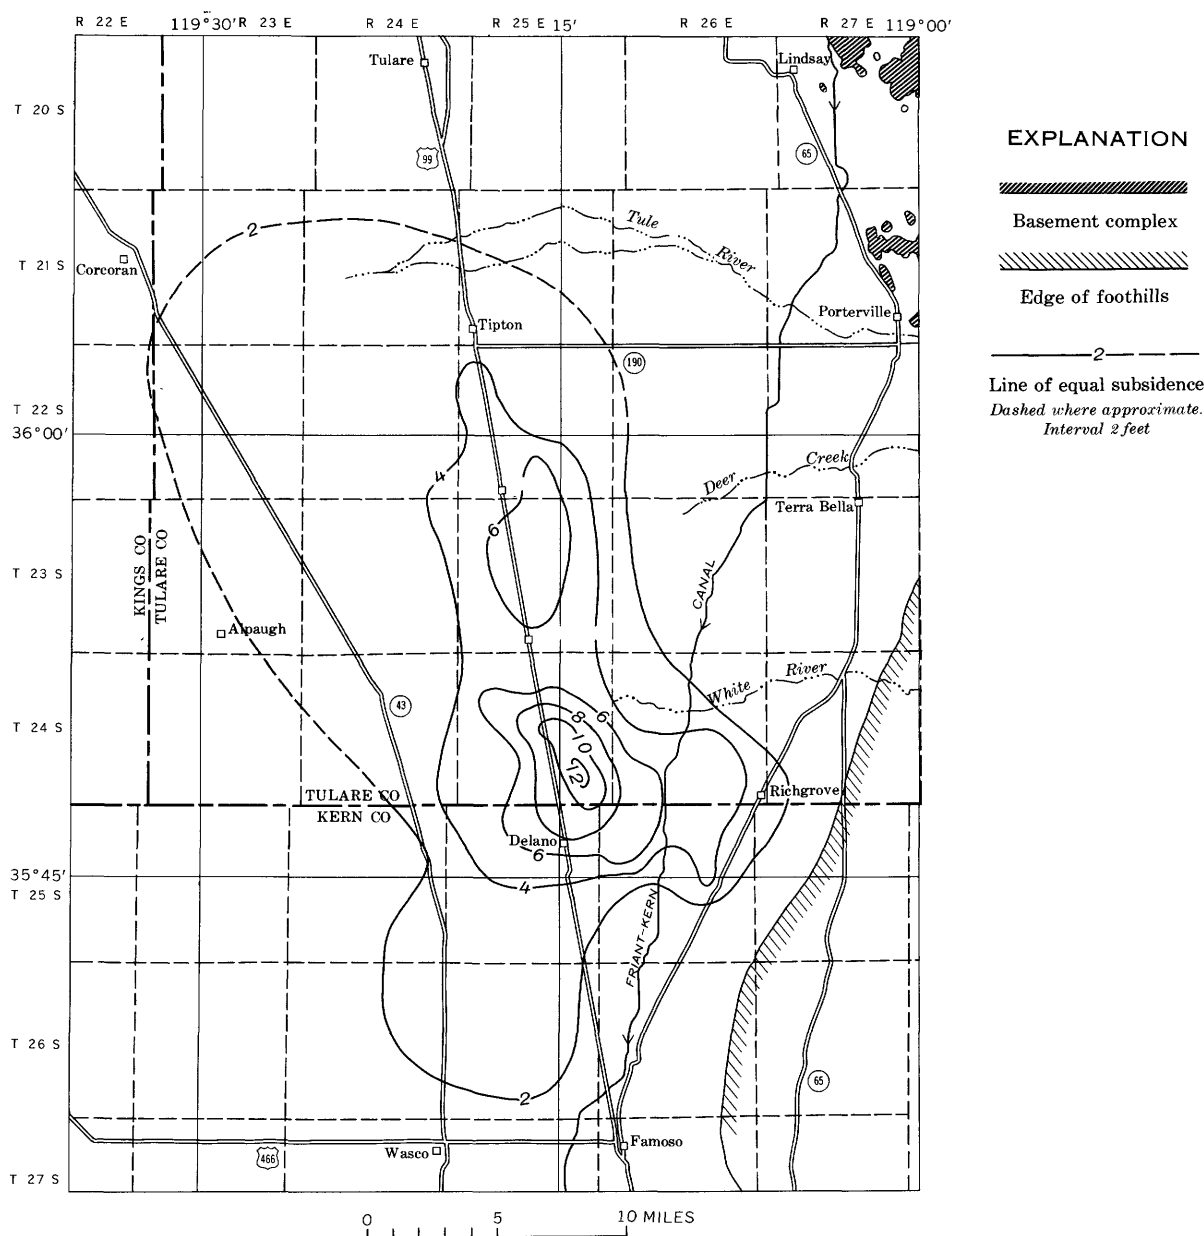 R 22 E 119°30' R 23 E R 24 E R 25 E 15' R 26 E R 27 E 119°00'
Tulare
Lindsay
T 20 S
99
65
EXPLANATION
Basement complex
Edge of foothills
2
Line of equal subsidence
Dashed where approximate.
Interval 2 feet
2
Tule
River
T 21 S
Corcoran
Tipton
Porterville
190
T 22 S
36°00'
4
Deer Creek
Terra Bella
6
KINGS CO
TULARE CO
T 23 S
CANAL
Alpaugh
White River
43
T 24 S
8 6
10
12
TULARE CO
KERN CO
Richgrove
Delano
6
35°45'
4
T 25 S
FRIANT-KERN
T 26 S
65
2
Famoso
Wasco
466
T 27 S
0 5 10 MILES